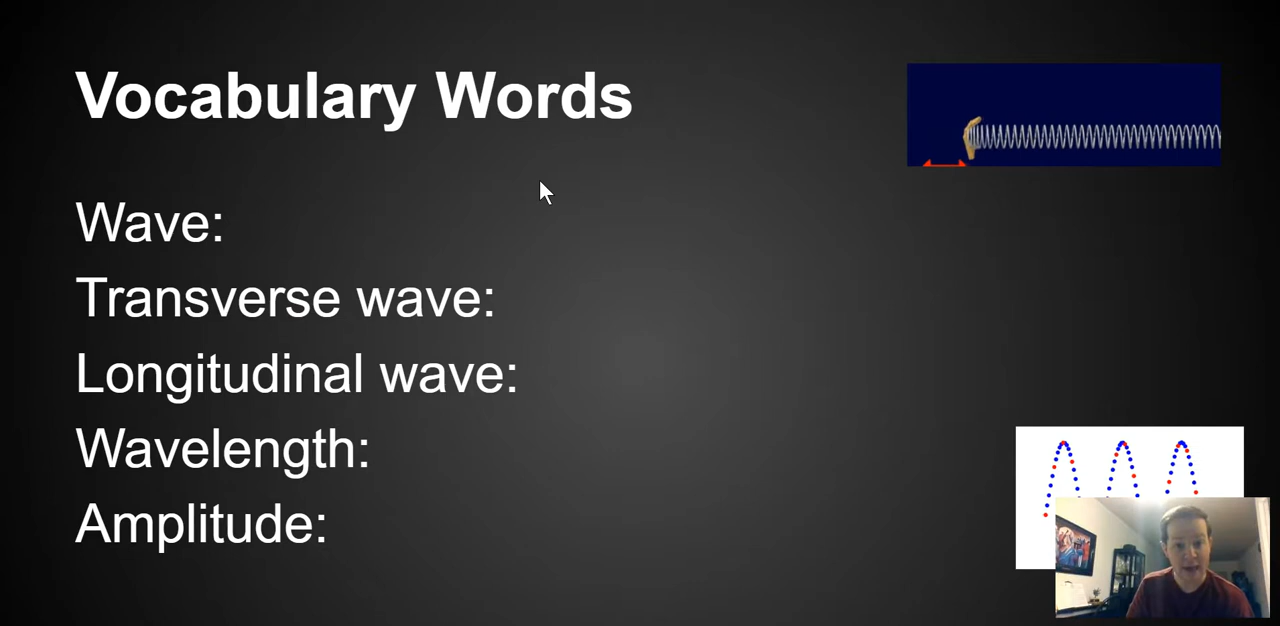 Vocabulary Words
Wave:
Transverse wave:
Longitudinal wave:
Wavelength:
Amplitude: